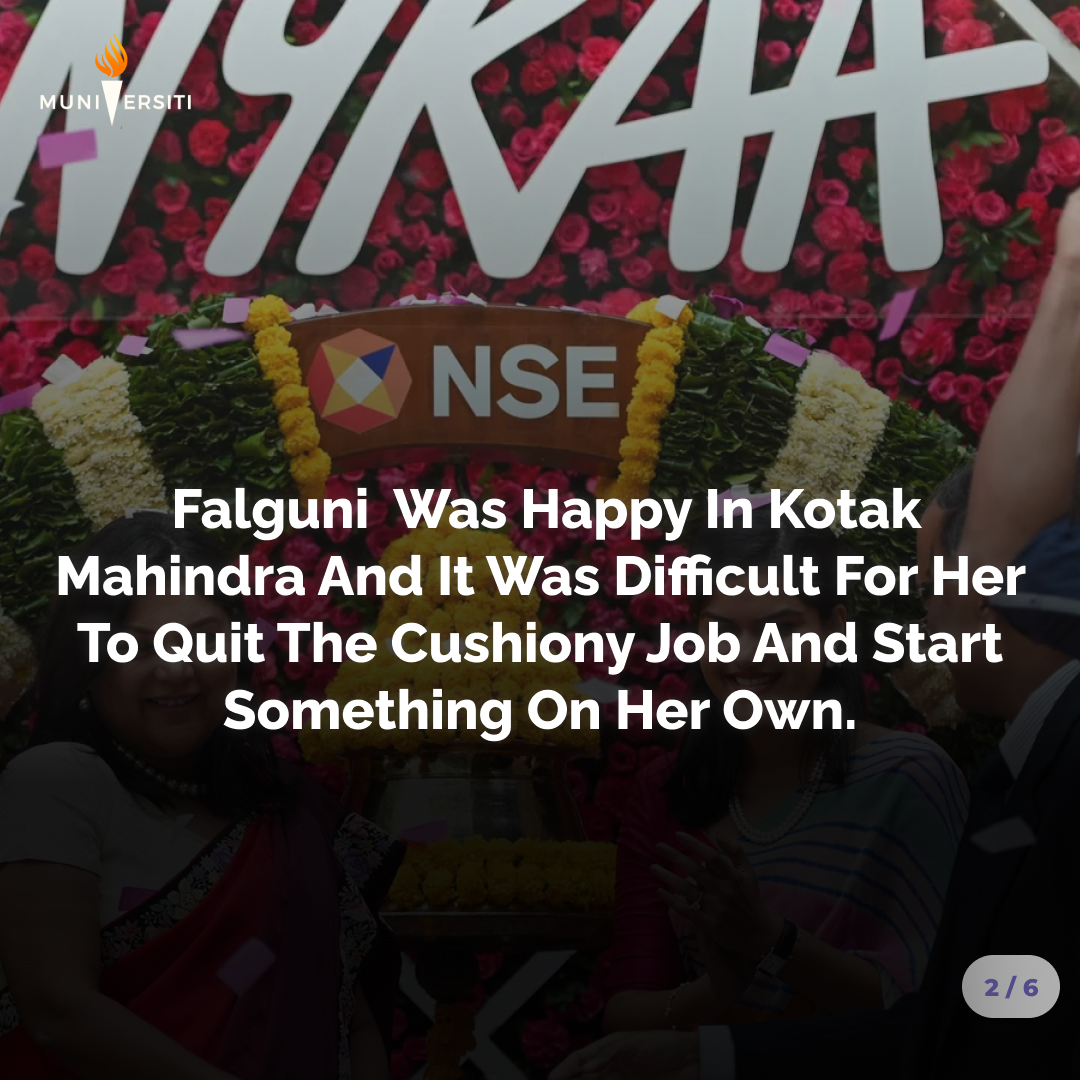 NYKAA
MUNIVERSITI
NSE
Falguni  Was Happy In Kotak
Mahindra And It Was Difficult For Her
To Quit The Cushiony Job And Start
Something On Her Own.
2 / 6